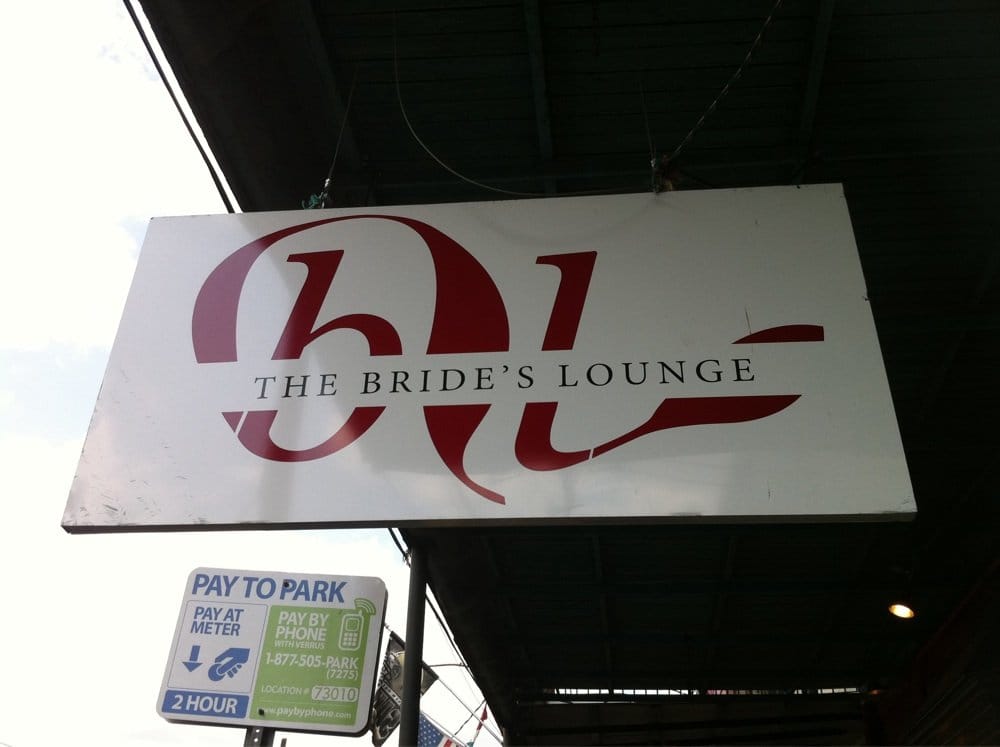 bL
THE BRIDE'S LOUNGE
PAY TO PARK
PAY AT
METER
2 HOUR
PAY BY
PHONE
WITH VERRUS
1-877-505-PARK
(7275)
LOCATION # 73010
www.paybyphone.com